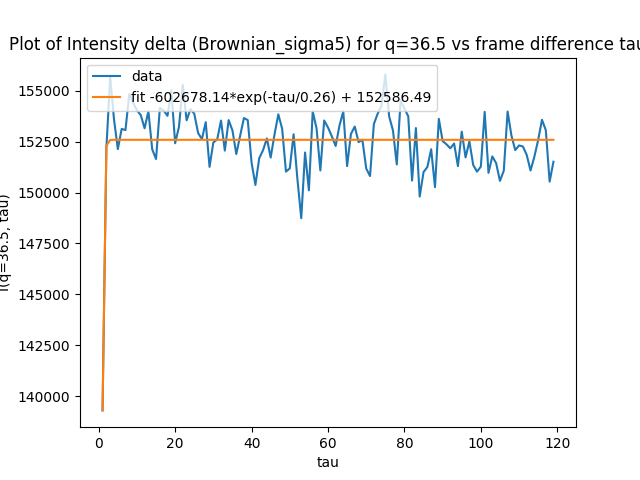 Plot of Intensity delta (Brownian_sigma5) for q=36.5 vs frame difference tau
data
fit -602678.14*exp(-tau/0.26) + 152586.49
155000
152500
150000
147500
145000
142500
140000
I(q=36.5, tau)
0 20 40 60 80 100 120
tau